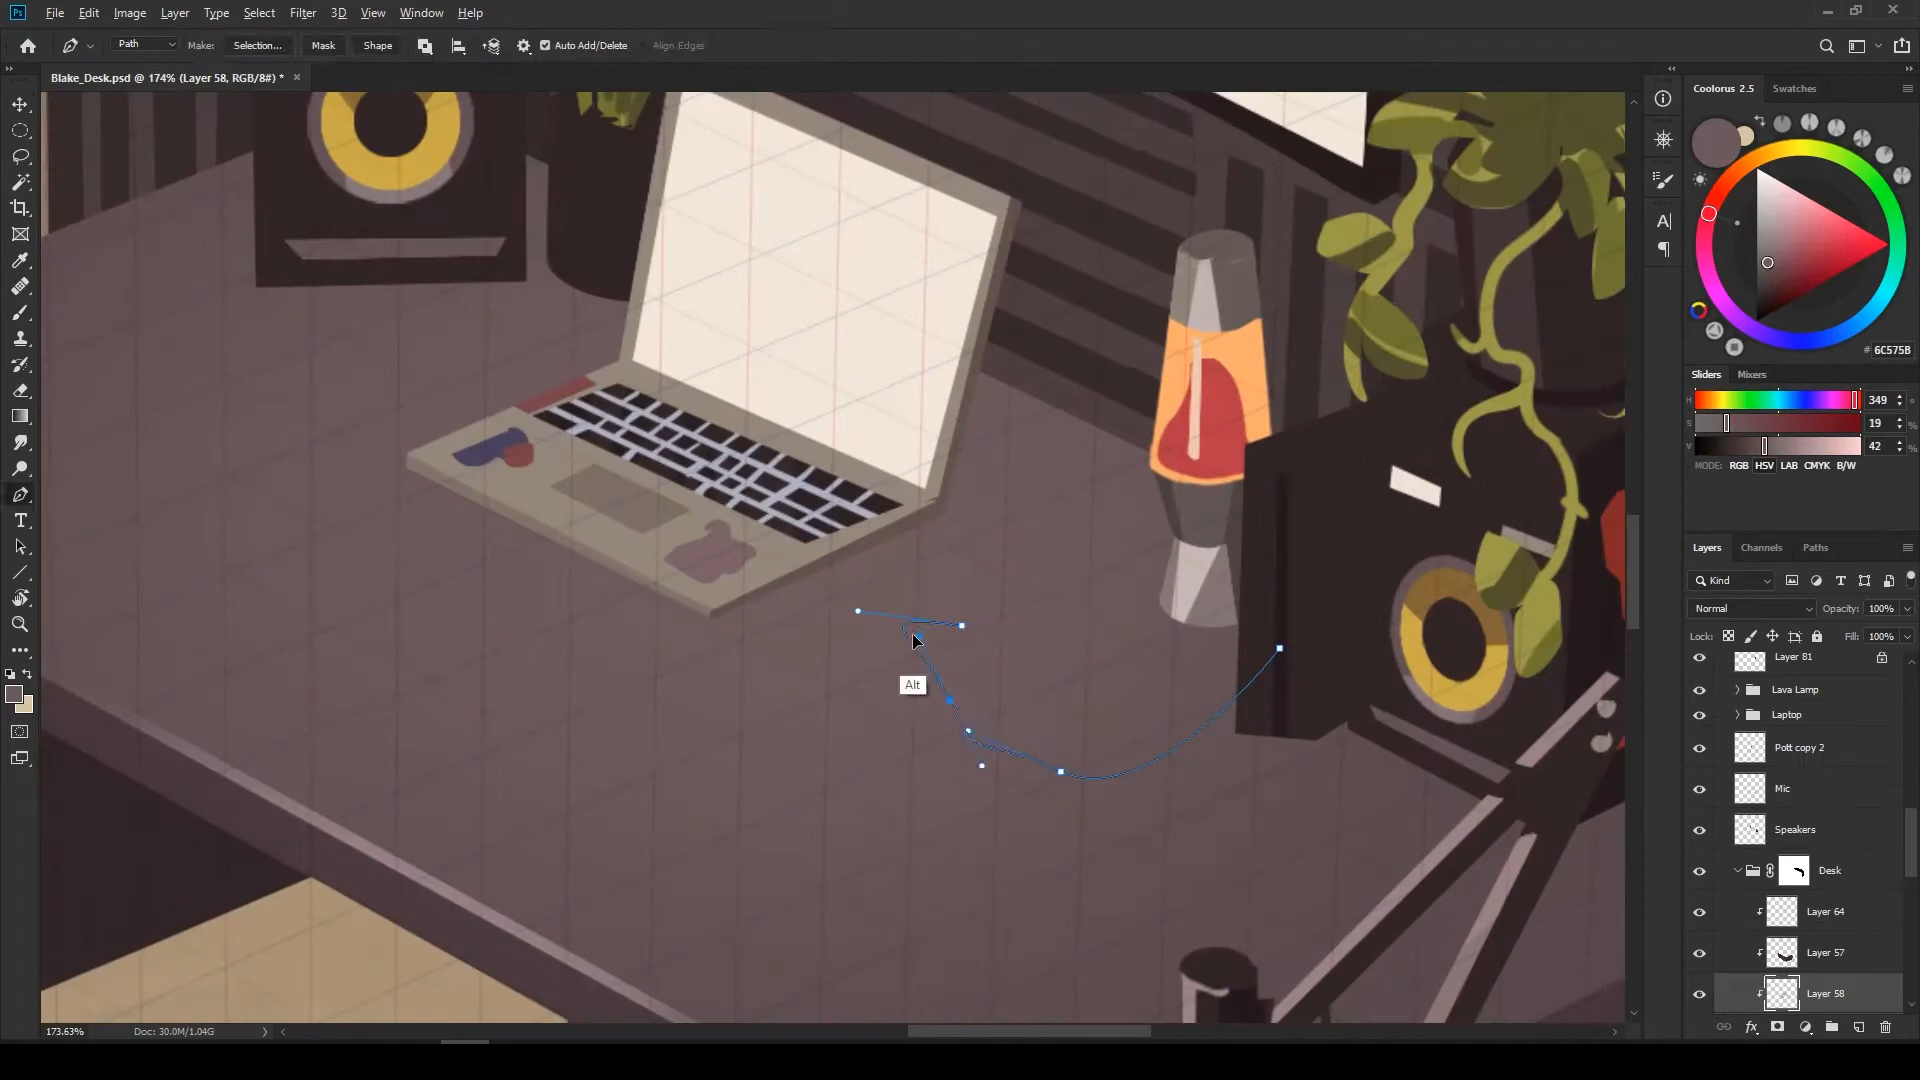 Ps File Edit Image Layer Type Select Filter 3D View Window Help
Path Make: Selection... Mask Shape Auto Add/Delete Align Edges
Blake_Desk.psd @ 174% (Layer 58, RGB/8#) *
Coolorus 2.5 Swatches
# 6C575B
Sliders Mixers
H 349 °
S 19 %
V 42 %
MODE: RGB HSV LAB CMYK B/W
Layers Channels Paths
Kind
Normal Opacity: 100%
Lock: Fill: 100%
Layer 81
Lava Lamp
Laptop
Pott copy 2
Mic
Speakers
Desk
Layer 64
Layer 57
Layer 58
Alt
173.63% Doc: 30.0M/1.04G